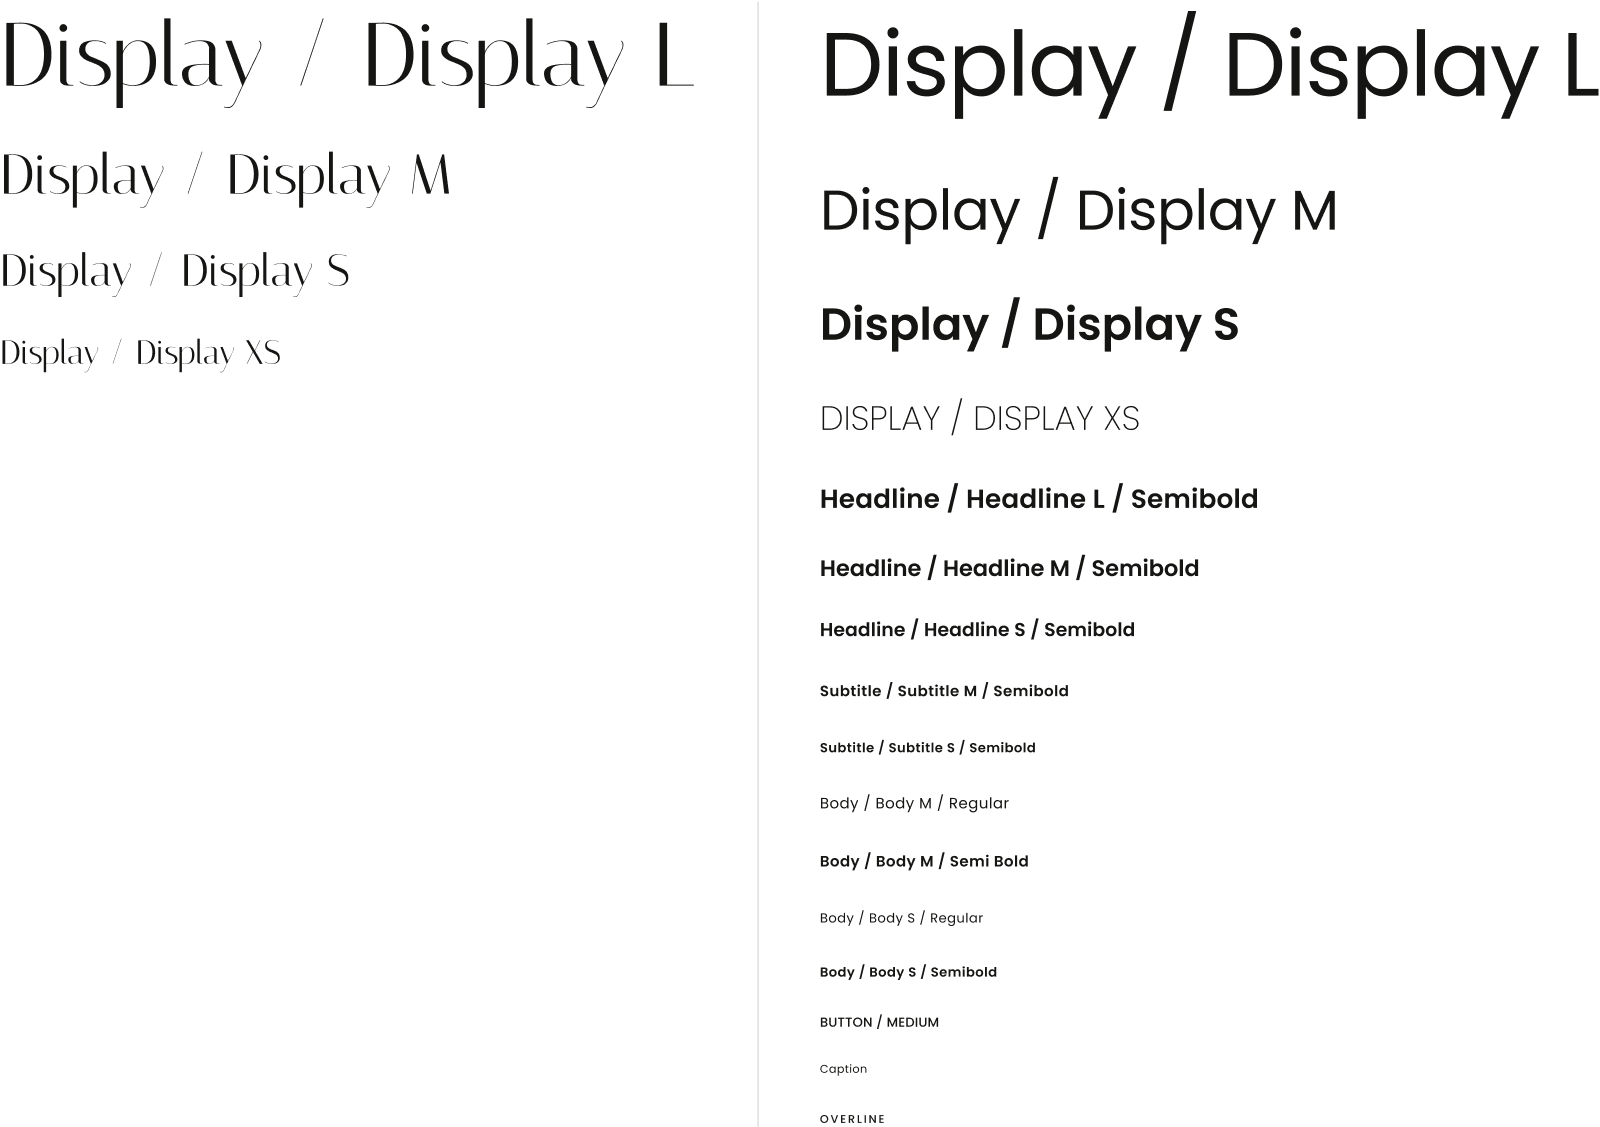 Display / Display L
Display / Display M
Display / Display S
Display / Display XS
Display / Display L
Display / Display M
Display / Display S
DISPLAY / DISPLAY XS
Headline / Headline L / Semibold
Headline / Headline M / Semibold
Headline / Headline S / Semibold
Subtitle / Subtitle M / Semibold
Subtitle / Subtitle S / Semibold
Body / Body M / Regular
Body / Body M / Semi Bold
Body / Body S / Regular
Body / Body S / Semibold
BUTTON / MEDIUM
Caption
OVERLINE